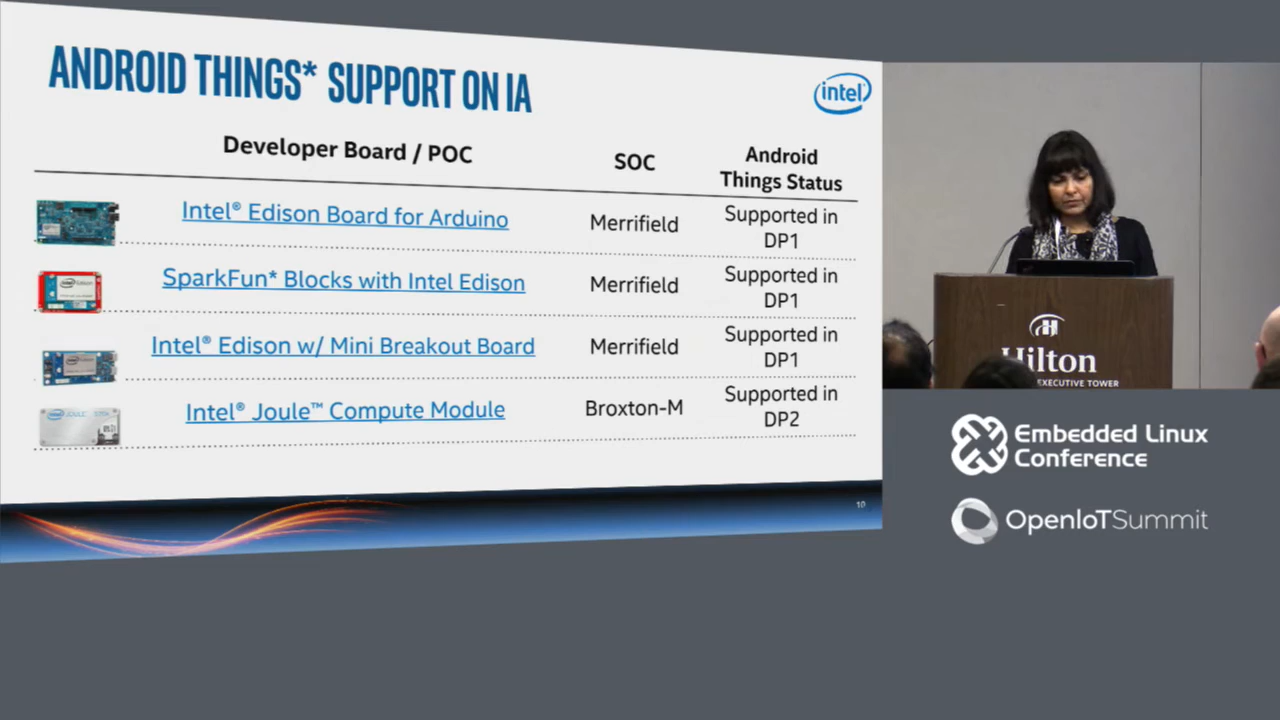 ANDROID THINGS* SUPPORT ON IA
intel
Developer Board / POC
SOC
Android
Things Status
Intel® Edison Board for Arduino
Merrifield
Supported in
DP1
SparkFun* Blocks with Intel Edison
Merrifield
Supported in
DP1
Intel® Edison w/ Mini Breakout Board
Merrifield
Supported in
DP1
Intel® Joule™ Compute Module
Broxton-M
Supported in
DP2
10
Hilton
EXECUTIVE TOWER
Embedded Linux
Conference
OpenIoTSummit